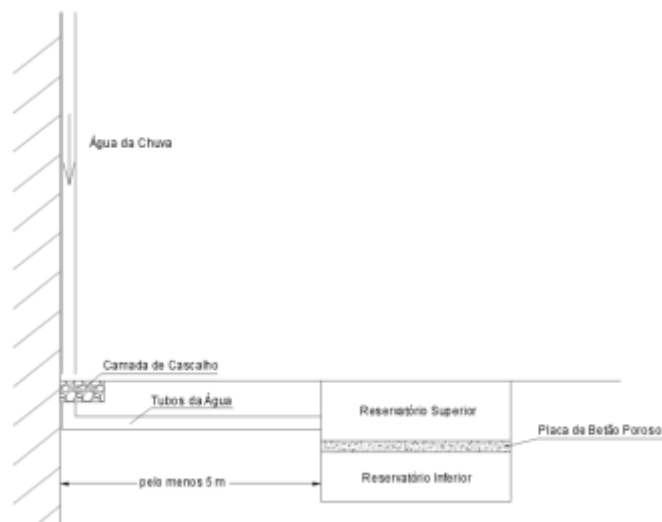 Água da Chuva
Camada de Cascalho
Tubos da Água
Reservatório Superior
Placa de Betão Poroso
pelo menos 5 m
Reservatório Inferior